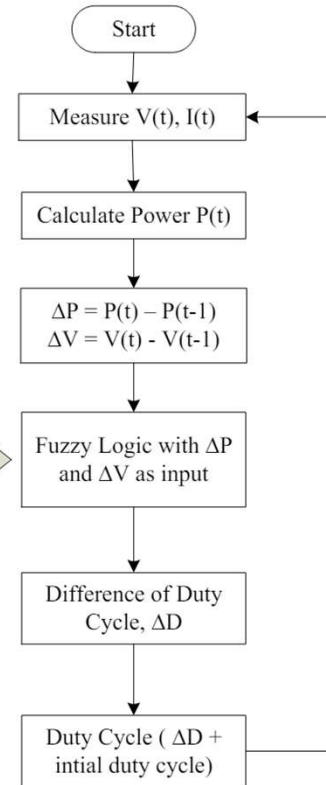 Start
Measure V(t), I(t)
Calculate Power P(t)
ΔP = P(t) – P(t-1)
ΔV = V(t) - V(t-1)
Fuzzy Logic with ΔP
and ΔV as input
Difference of Duty
Cycle, ΔD
Duty Cycle ( ΔD +
intial duty cycle)